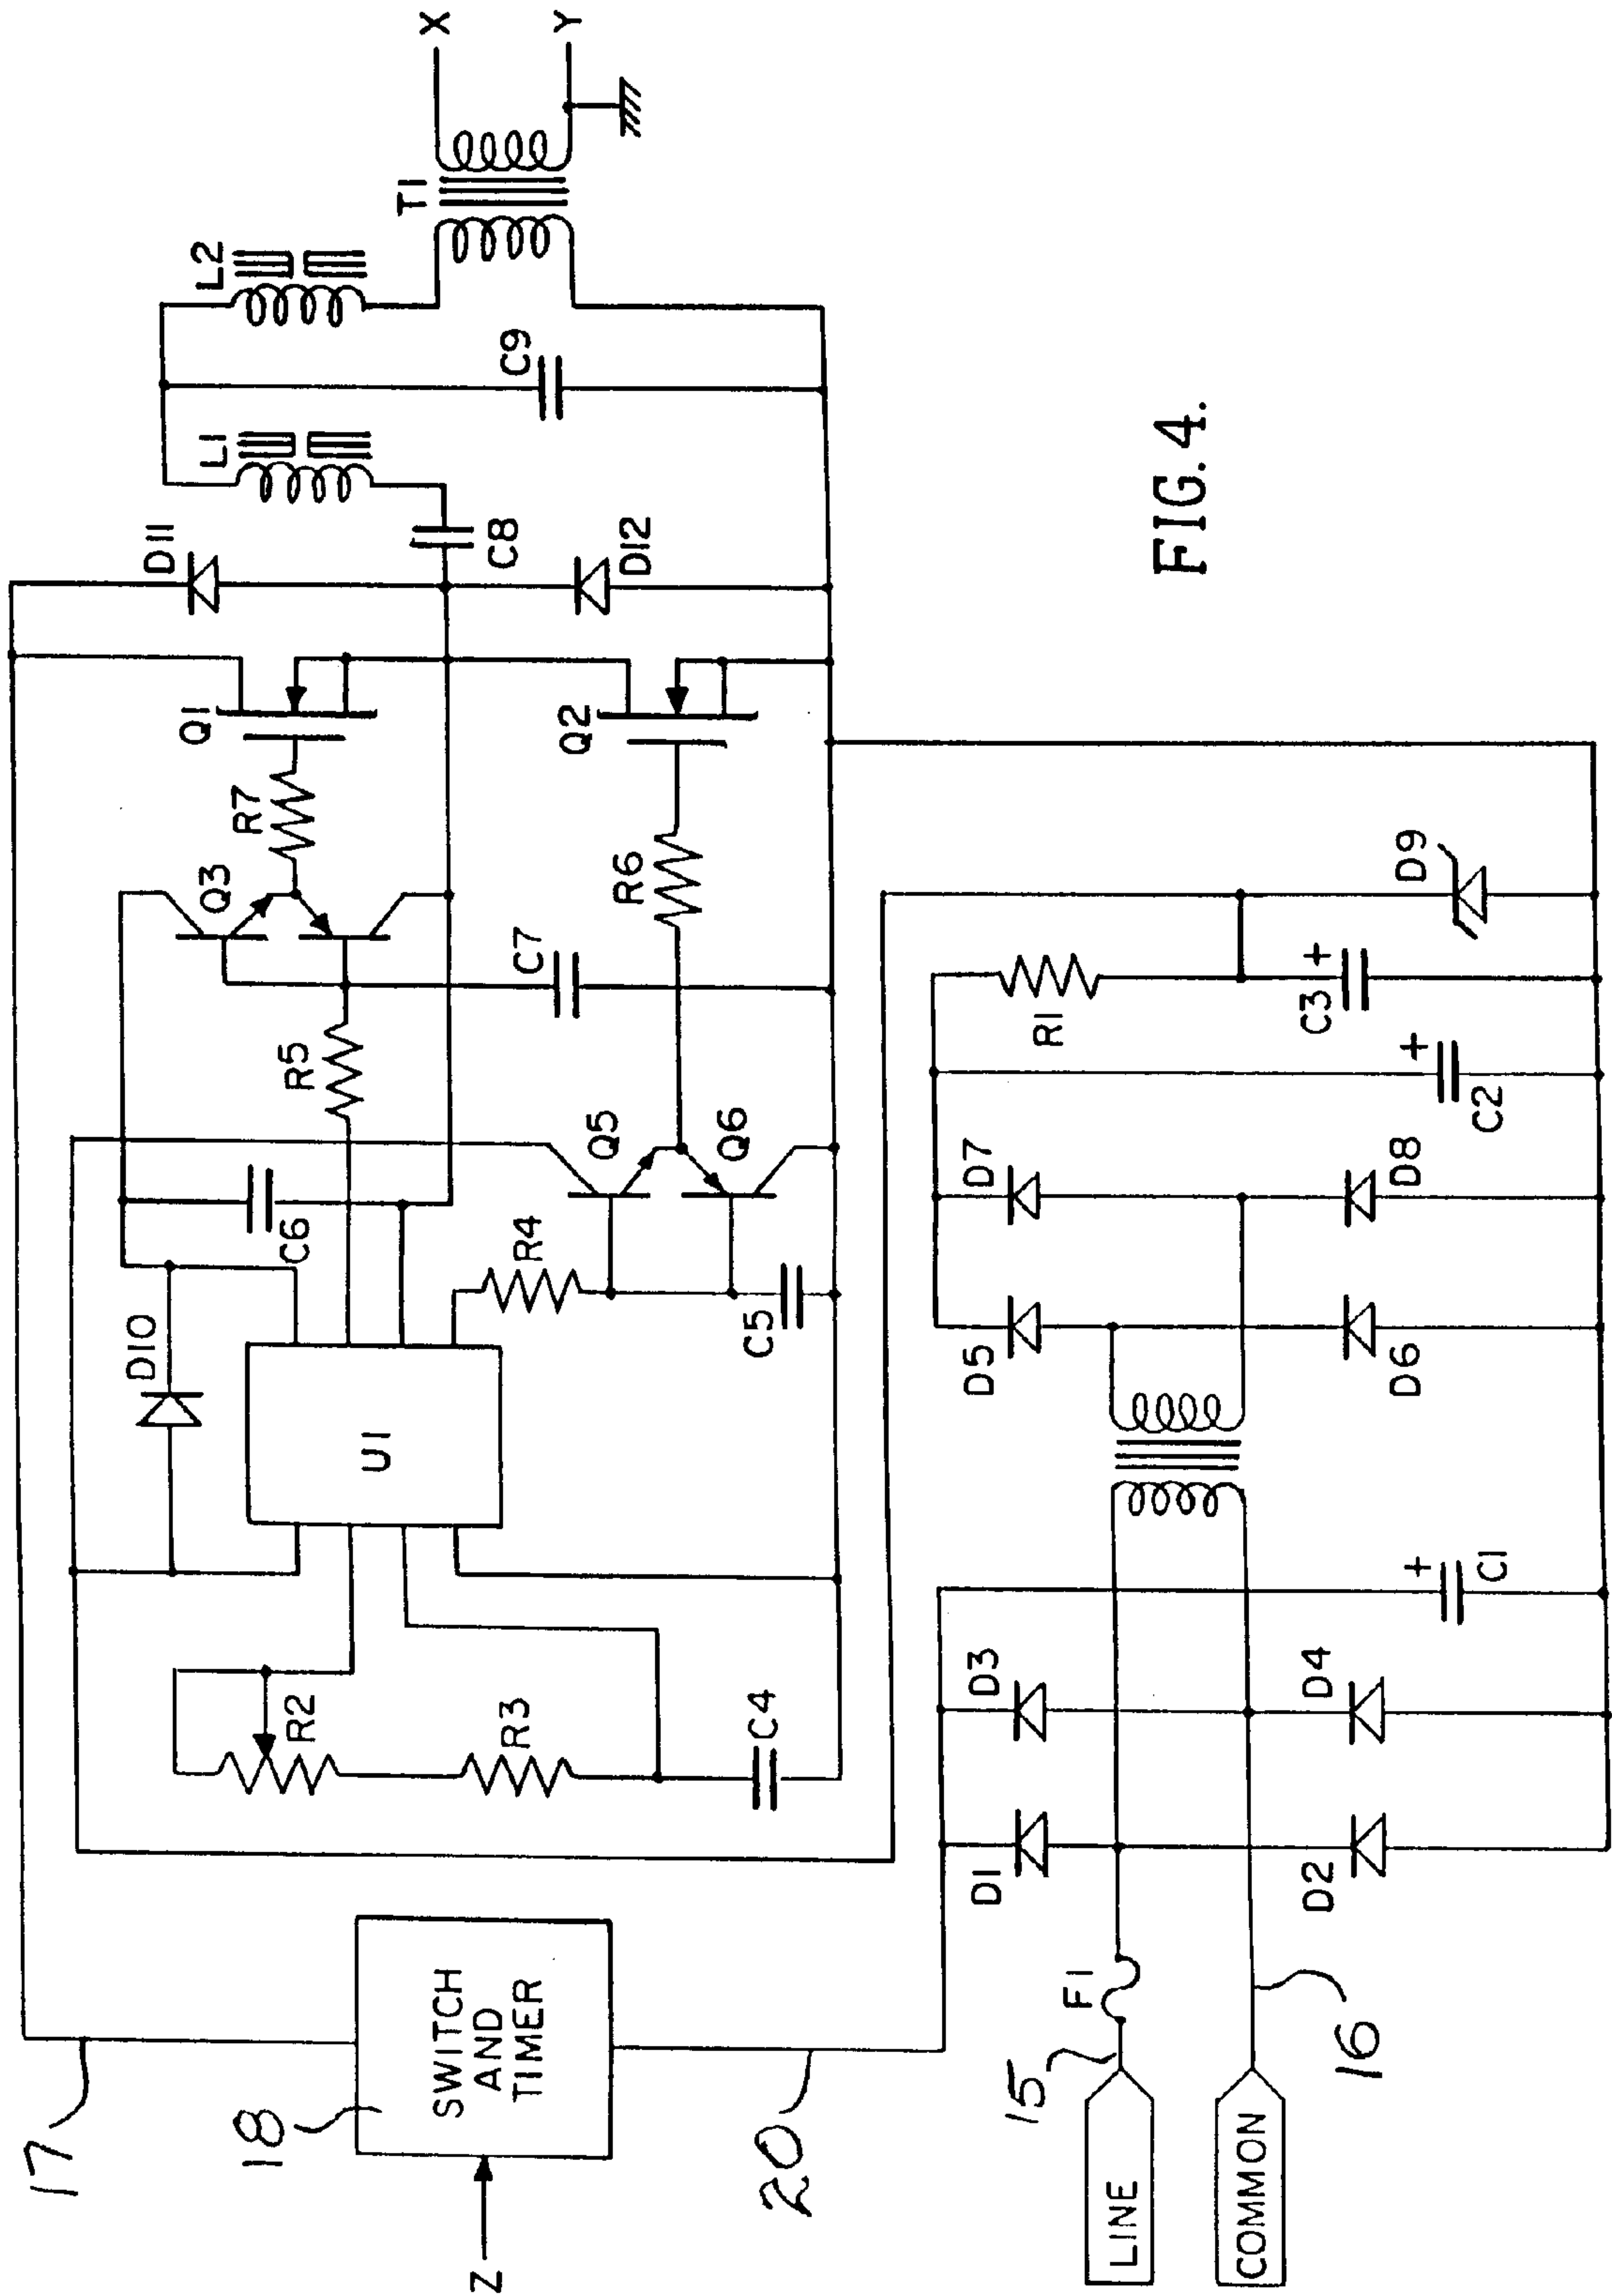 17
18
SWITCH
AND
TIMER
Z
20
15
LINE
F1
COMMON
16
D1
D2
D3
D4
C1
+
R2
R3
C4
D10
U1
C6
R4
C5
R5
Q3
R7
Q1
D11
L1
L2
T1
X
Y
C7
Q5
Q6
R6
Q2
D12
C8
C9
D5
D6
D7
D8
C2
+
R1
C3
+
D9
FIG. 4.